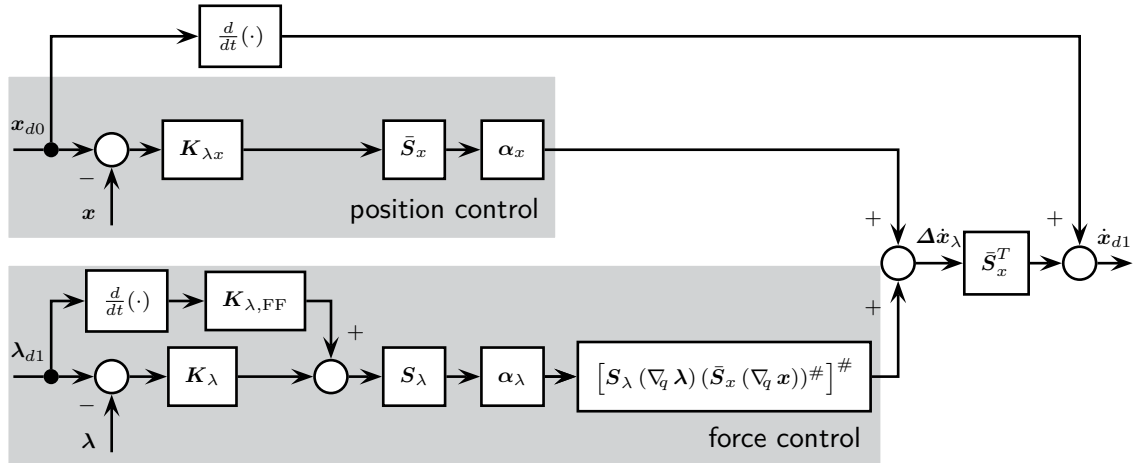 d/dt(·)
x_{d0}
K_{λx}
S̄_x
α_x
−
x
position control
+
+
Δẋ_λ
S̄_x^T
ẋ_{d1}
d/dt(·)
K_{λ,FF}
+
+
λ_{d1}
K_λ
S_λ
α_λ
[S_λ (∇_q λ) (S̄_x (∇_q x))^#]^#
−
λ
force control